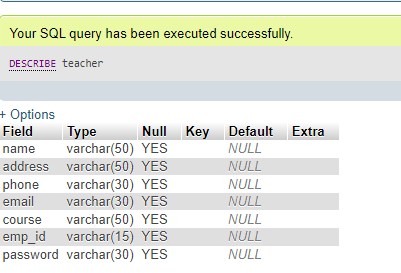 Your SQL query has been executed successfully.
DESCRIBE teacher
+ Options
Field Type Null Key Default Extra
name varchar(50) YES NULL
address varchar(50) YES NULL
phone varchar(30) YES NULL
email varchar(30) YES NULL
course varchar(50) YES NULL
emp_id varchar(15) YES NULL
password varchar(30) YES NULL